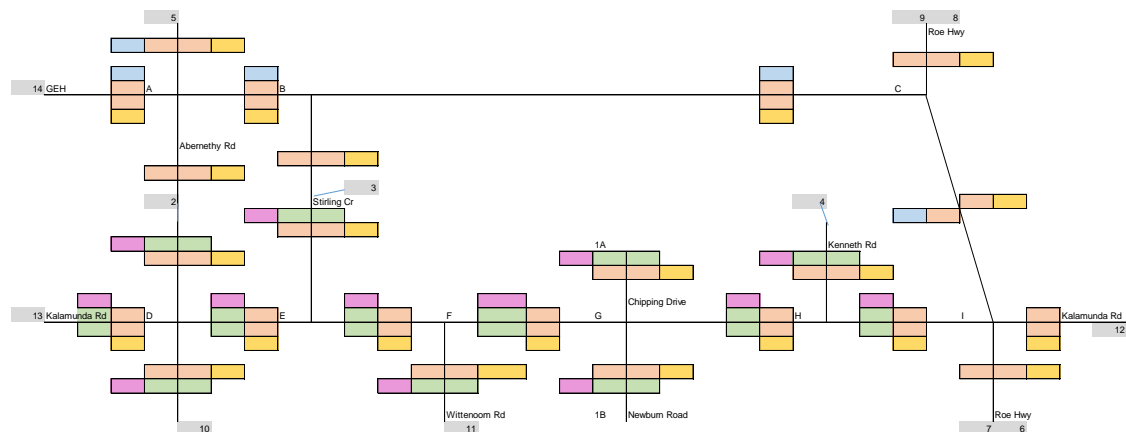 5
9 8
Roe Hwy
14 GEH A B C
Abernethy Rd
3
2
Stirling Cr
4
1A Kenneth Rd
Chipping Drive
13 Kalamunda Rd D E F G H I Kalamunda Rd
12
Wittenoom Rd 1B Newburn Road Roe Hwy
10 11 7 6